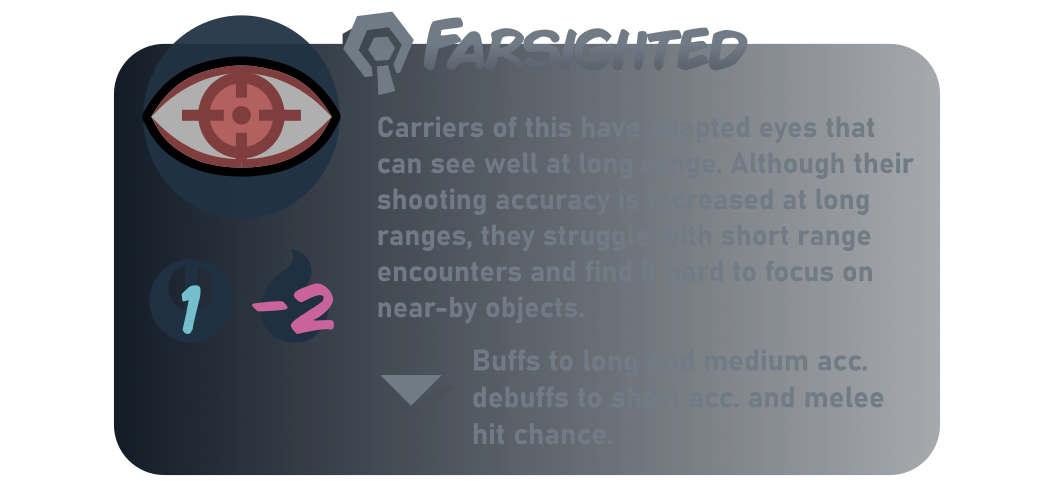 Farsighted
Carriers of this have adapted eyes that
can see well at long range. Although their
shooting accuracy is increased at long
ranges, they struggle with short range
encounters and find it hard to focus on
near-by objects.
1 -2
Buffs to long and medium acc.
debuffs to short acc. and melee
hit chance.